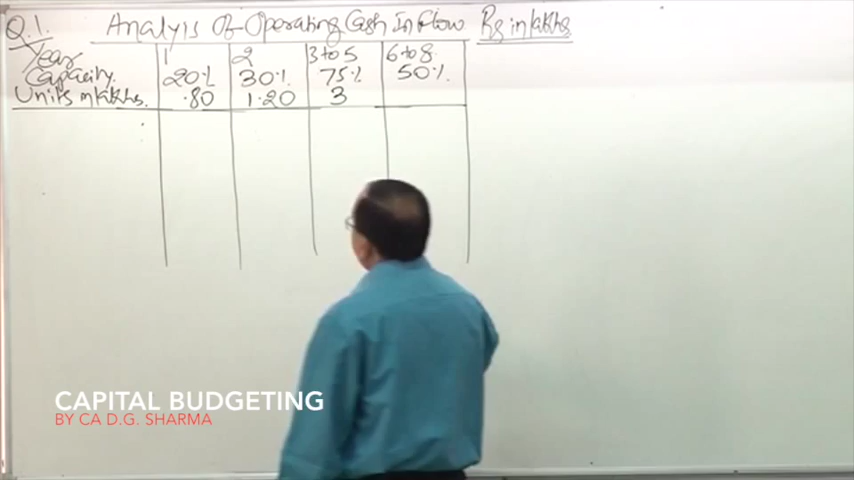 Q.1. Analysis Of Operating Cash InFlow Rs in lakhs
Year 1 2 3 to 5 6 to 8
Capacity. 20% 30% 75% 50%
Units in lakhs. .80 1.20 3
CAPITAL BUDGETING
BY CA D.G. SHARMA